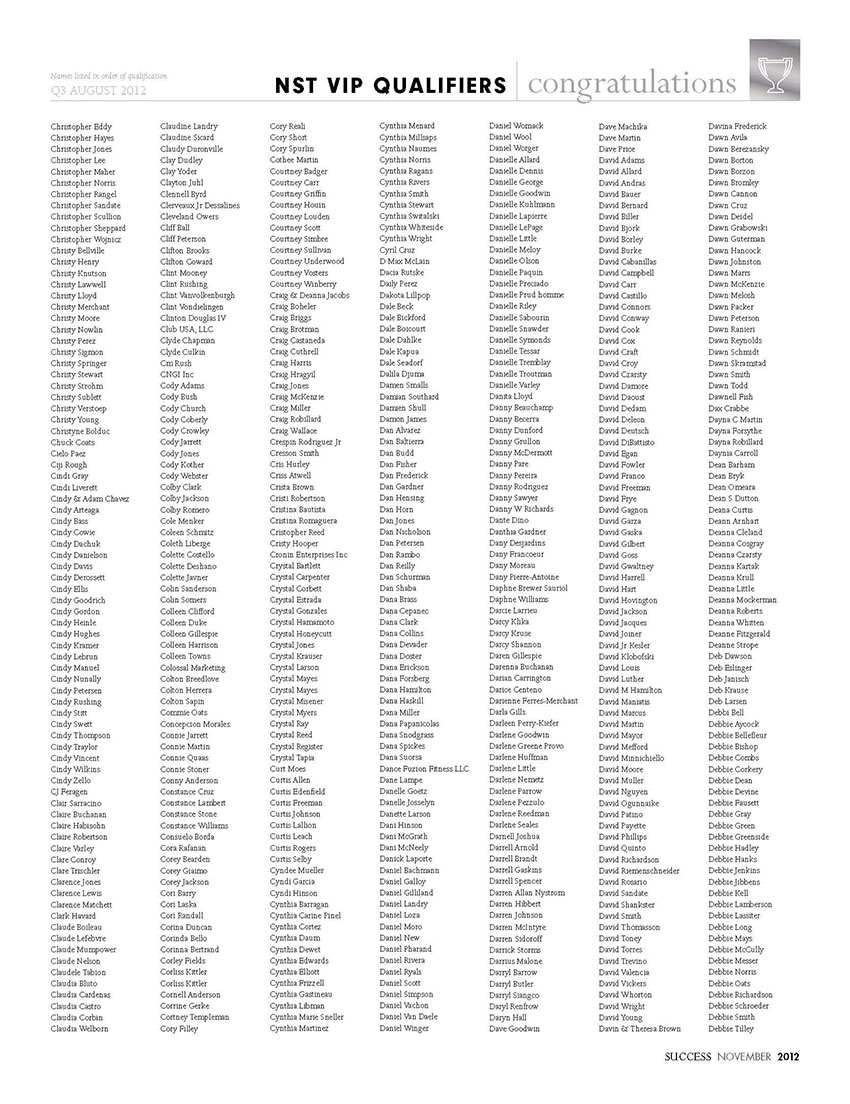 Names listed in order of qualification
Q3 AUGUST 2012
NST VIP QUALIFIERS
congratulations
Christopher Eddy
Christopher Hayes
Christopher Jones
Christopher Lee
Christopher Maher
Christopher Norris
Christopher Rangel
Christopher Sandate
Christopher Scullion
Christopher Sheppard
Christopher Wojnicz
Christy Bellville
Christy Henry
Christy Knutson
Christy Lawwell
Christy Lloyd
Christy Merchant
Christy Moore
Christy Nowlin
Christy Perez
Christy Sigmon
Christy Springer
Christy Stewart
Christy Strohm
Christy Sublett
Christy Verstoep
Christy Young
Christyne Bolduc
Chuck Coats
Cielo Paez
Ciji Rough
Cindi Gray
Cindi Liverett
Cindy & Adam Chavez
Cindy Arteaga
Cindy Bass
Cindy Cowie
Cindy Dachuk
Cindy Danielson
Cindy Davis
Cindy Derossett
Cindy Ellis
Cindy Goodrich
Cindy Gordon
Cindy Heinle
Cindy Hughes
Cindy Kramer
Cindy Lebrun
Cindy Manuel
Cindy Nunally
Cindy Petersen
Cindy Rushing
Cindy Stitt
Cindy Swett
Cindy Thompson
Cindy Traylor
Cindy Vincent
Cindy Wilkins
Cindy Zello
CJ Feragen
Clair Sarracino
Claire Buchanan
Claire Habisohn
Claire Robertson
Claire Varley
Clare Conroy
Clare Trischler
Clarence Jones
Clarence Lewis
Clarence Matchett
Clark Havard
Claude Boileau
Claude Lefebvre
Claude Mumpower
Claude Nelson
Claudele Tabion
Claudia Bluto
Claudia Cardenas
Claudia Castro
Claudia Corbin
Claudia Welborn
Claudine Landry
Claudine Sicard
Claudy Duronville
Clay Dudley
Clay Yoder
Clayton Juhl
Clennell Byrd
Clerveaux Jr Dessalines
Cleveland Owers
Cliff Ball
Cliff Peterson
Clifton Brooks
Clifton Coward
Clint Mooney
Clint Rushing
Clint Vanvolkenburgh
Clint Vondielingen
Clinton Douglas IV
Club USA, LLC
Clyde Chapman
Clyde Culkin
Cm Rush
CNGI Inc
Cody Adams
Cody Bush
Cody Church
Cody Coberly
Cody Crowley
Cody Jarrett
Cody Jones
Cody Kother
Cody Webster
Colby Clark
Colby Jackson
Colby Romero
Cole Menker
Coleen Schmitz
Coleth Liberge
Colette Costello
Colette Deshano
Colette Javner
Colin Sanderson
Colin Somers
Colleen Clifford
Colleen Duke
Colleen Gillespie
Colleen Harrison
Colleen Towns
Colossal Marketing
Colton Breedlove
Colton Herrera
Colton Sapin
Commie Oats
Concepcion Morales
Connie Jarrett
Connie Martin
Connie Quaas
Connie Stoner
Conny Anderson
Constance Cruz
Constance Lambert
Constance Stone
Constance Williams
Consuelo Borda
Cora Rafanan
Corey Bearden
Corey Giaimo
Corey Jackson
Cori Barry
Cori Laska
Cori Randall
Corina Duncan
Corinda Bello
Corinna Bertrand
Corley Fields
Corliss Kittler
Corliss Kittler
Cornell Anderson
Corrine Gerke
Cortney Templeman
Cory Filley
Cory Reali
Cory Short
Cory Spurlin
Cothee Martin
Courtney Badger
Courtney Carr
Courtney Griffin
Courtney Houin
Courtney Louden
Courtney Scott
Courtney Simbre
Courtney Sullivan
Courtney Underwood
Courtney Vosters
Courtney Winberry
Craig & Deanna Jacobs
Craig Boheler
Craig Briggs
Craig Brotman
Craig Castaneda
Craig Cuthrell
Craig Harris
Craig Hragyil
Craig Jones
Craig McKenzie
Craig Miller
Craig Robillard
Craig Wallace
Crespin Rodriguez Jr
Cresson Smith
Cris Hurley
Criss Atwell
Crista Brown
Cristi Robertson
Cristina Bautista
Cristina Romaguera
Cristopher Reed
Cristy Hooper
Cronin Enterprises Inc
Crystal Bartlett
Crystal Carpenter
Crystal Corbett
Crystal Estrada
Crystal Gonzales
Crystal Hamamoto
Crystal Honeycutt
Crystal Jones
Crystal Krauser
Crystal Larson
Crystal Mayes
Crystal Mayes
Crystal Misener
Crystal Myers
Crystal Ray
Crystal Reed
Crystal Register
Crystal Tapia
Curt Moes
Curtis Allen
Curtis Edenfield
Curtis Freeman
Curtis Johnson
Curtis Lallion
Curtis Leach
Curtis Rogers
Curtis Selby
Cyndee Mueller
Cyndi Garcia
Cyndi Hinson
Cynthia Barragan
Cynthia Carine Pinel
Cynthia Cortez
Cynthia Daum
Cynthia Dewet
Cynthia Edwards
Cynthia Elliott
Cynthia Frizzell
Cynthia Gastineau
Cynthia Libman
Cynthia Marie Sneller
Cynthia Martinez
Cynthia Menard
Cynthia Millsaps
Cynthia Naumes
Cynthia Norris
Cynthia Ragans
Cynthia Rivers
Cynthia Smith
Cynthia Stewart
Cynthia Switalski
Cynthia Whiteside
Cynthia Wright
Cyril Cruz
D Max McLain
Dacia Rutske
Daily Perez
Dakota Lillpop
Dale Beck
Dale Bickford
Dale Boicourt
Dale Dahlke
Dale Kapua
Dale Seadorf
Dalila Djuma
Damen Smalls
Damian Southard
Damien Shull
Damon James
Dan Alvarez
Dan Baltierra
Dan Budd
Dan Fisher
Dan Frederick
Dan Gardner
Dan Hensing
Dan Horn
Dan Jones
Dan Nicholson
Dan Petersen
Dan Rambo
Dan Reilly
Dan Schurman
Dan Shaba
Dana Brass
Dana Cepanec
Dana Clark
Dana Collins
Dana Devader
Dana Doster
Dana Erickson
Dana Forsberg
Dana Hamilton
Dana Haskill
Dana Miller
Dana Papanicolas
Dana Snodgrass
Dana Spickes
Dana Suorsa
Dance Fuzion Fitness LLC
Dane Lampe
Danelle Goetz
Danelle Josselyn
Danette Larson
Dani Hinson
Dani McGrath
Dani McNeely
Danick Laporte
Daniel Bachmann
Daniel Galloy
Daniel Gilliland
Daniel Landry
Daniel Loza
Daniel Moro
Daniel New
Daniel Pharand
Daniel Rivera
Daniel Ryals
Daniel Scott
Daniel Simpson
Daniel Vachon
Daniel Van Daele
Daniel Winger
Daniel Womack
Daniel Wool
Daniel Worger
Danielle Allard
Danielle Dennis
Danielle George
Danielle Goodwin
Danielle Kuhlmann
Danielle Lapierre
Danielle LePage
Danielle Little
Danielle Meloy
Danielle Olson
Danielle Paquin
Danielle Preciado
Danielle Prud homme
Danielle Riley
Danielle Sabourin
Danielle Snawder
Danielle Symonds
Danielle Tessar
Danielle Tremblay
Danielle Troutman
Danielle Varley
Danita Lloyd
Danny Beauchamp
Danny Becerra
Danny Dunford
Danny Grullon
Danny McDermott
Danny Pare
Danny Pereira
Danny Rodriguez
Danny Sawyer
Danny W Richards
Dante Dino
Danthia Gardner
Dany Desjardins
Dany Francoeur
Dany Moreau
Dany Pierre-Antoine
Daphne Brewer Sauriol
Daphne Williams
Darcie Larrieu
Darcy Klika
Darcy Kruse
Darcy Shannon
Daren Gillespie
Darenna Buchanan
Darian Carrington
Darice Centeno
Darienne Ferres-Merchant
Darla Gills
Darleen Perry-Kiefer
Darlene Goodwin
Darlene Greene Provo
Darlene Huffman
Darlene Little
Darlene Nemetz
Darlene Parrow
Darlene Pezzulo
Darlene Reedman
Darlene Seales
Darnell Joshua
Darrell Arnold
Darrell Brandt
Darrell Gaskins
Darrell Spencer
Darren Allan Nystrom
Darren Hibbert
Darren Johnson
Darren McIntyre
Darren Sidoroff
Darrick Storms
Darrius Malone
Darryl Barrow
Darryl Butler
Darryl Siangco
Daryl Renfrow
Daryn Hall
Dave Goodwin
Dave Machika
Dave Martin
Dave Price
David Adams
David Allard
David Andras
David Bauer
David Bernard
David Biller
David Bjork
David Borley
David Burke
David Cabanillas
David Campbell
David Carr
David Castillo
David Connors
David Conway
David Cook
David Cox
David Craft
David Croy
David Czarsty
David Damore
David Daoust
David Dedam
David Deleon
David Deutsch
David DiBattisto
David Egan
David Fowler
David Franco
David Freeman
David Frye
David Gagnon
David Garza
David Gaska
David Gilbert
David Goss
David Gwaltney
David Harrell
David Hart
David Hovington
David Jackson
David Jacques
David Joiner
David Jr Kesler
David Klobofski
David Louis
David Luther
David M Hamilton
David Maniatis
David Marcus
David Martin
David Mayor
David Mefford
David Minnichiello
David Moore
David Muller
David Nguyen
David Ogunnaike
David Patino
David Payette
David Phillips
David Quinto
David Richardson
David Riemenschneider
David Rosario
David Sandate
David Shankster
David Smith
David Thomasson
David Toney
David Torres
David Trevino
David Valencia
David Vickers
David Whorton
David Wright
David Young
Davin & Theresa Brown
Davina Frederick
Dawn Avila
Dawn Berezansky
Dawn Borton
Dawn Borzon
Dawn Bromley
Dawn Cannon
Dawn Cruz
Dawn Deidel
Dawn Grabowski
Dawn Guterman
Dawn Hancock
Dawn Johnston
Dawn Marrs
Dawn McKenzie
Dawn Melosh
Dawn Packer
Dawn Peterson
Dawn Ranieri
Dawn Reynolds
Dawn Schmidt
Dawn Skramstad
Dawn Smith
Dawn Todd
Dawnell Fish
Dax Crabbe
Dayna C Martin
Dayna Forsythe
Dayna Robillard
Daynia Carroll
Dean Barham
Dean Bryk
Dean Omeara
Dean S Dutton
Deana Curtis
Deann Arnhart
Deanna Cleland
Deanna Cosgray
Deanna Czarsty
Deanna Kartak
Deanna Krull
Deanna Little
Deanna Mockerman
Deanna Roberts
Deanna Whitten
Deanne Fitzgerald
Deanne Strope
Deb Dawson
Deb Eslinger
Deb Janisch
Deb Krause
Deb Larsen
Debbi Bell
Debbie Aycock
Debbie Bellefleur
Debbie Bishop
Debbie Combs
Debbie Corkery
Debbie Dean
Debbie Devine
Debbie Fausett
Debbie Gray
Debbie Green
Debbie Greenside
Debbie Hadley
Debbie Hanks
Debbie Jenkins
Debbie Jibbens
Debbie Kell
Debbie Lamberson
Debbie Lassiter
Debbie Long
Debbie Mays
Debbie McCully
Debbie Messer
Debbie Norris
Debbie Oats
Debbie Richardson
Debbie Schroeder
Debbie Smith
Debbie Tilley
SUCCESS NOVEMBER 2012